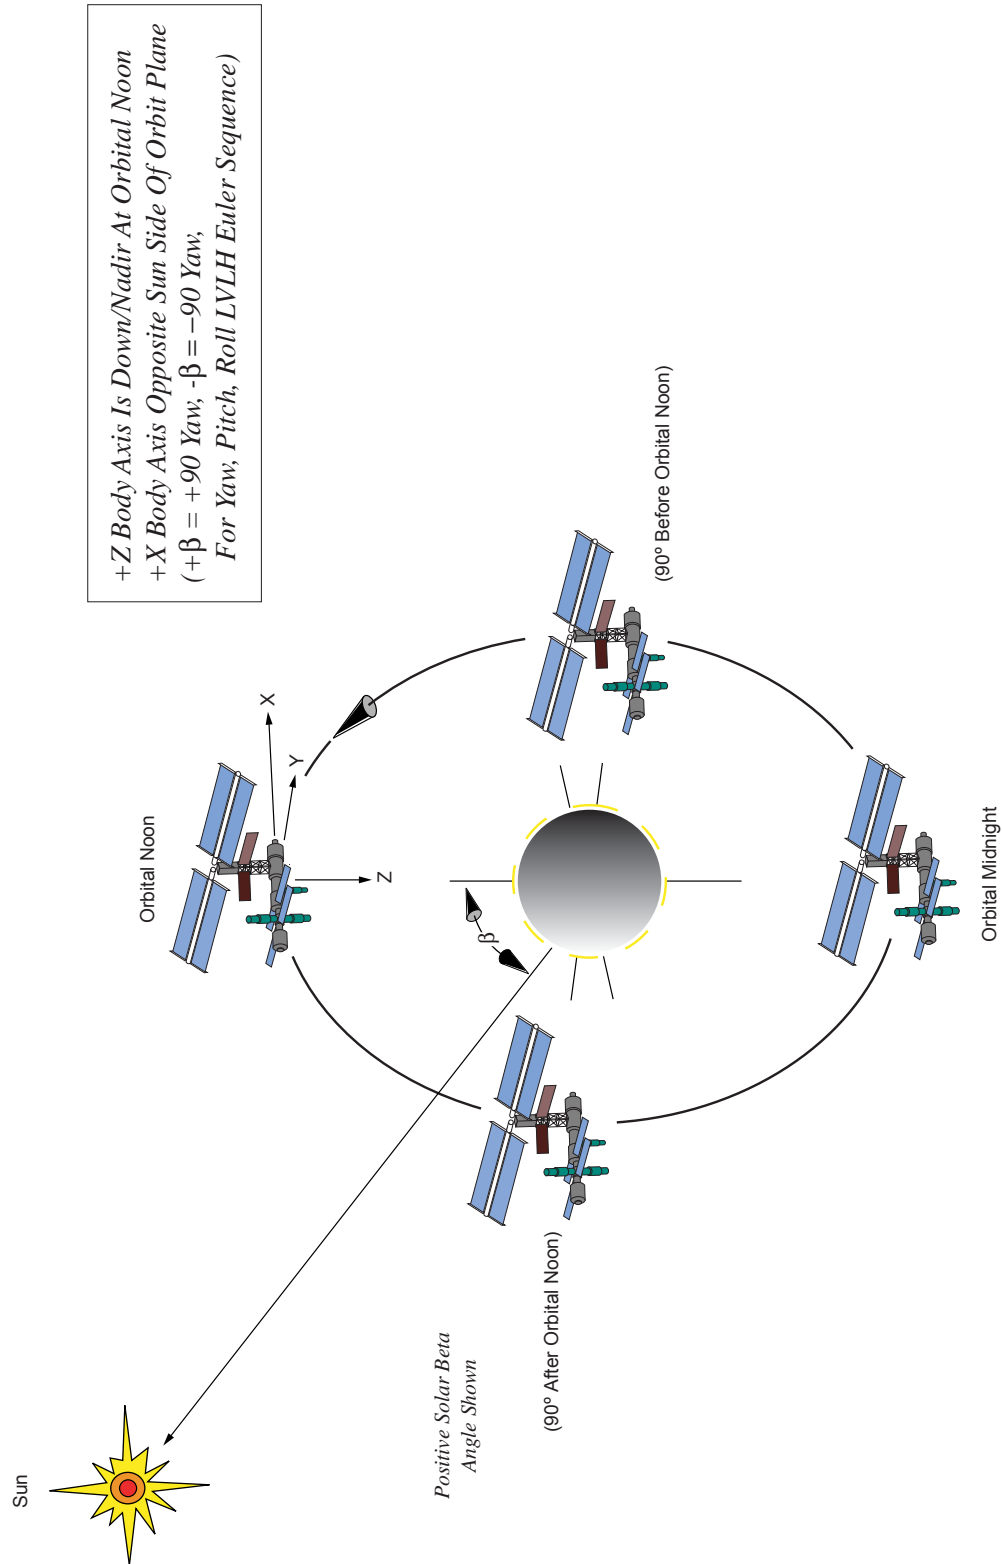 Sun
Orbital Noon
+Z Body Axis Is Down/Nadir At Orbital Noon
+X Body Axis Opposite Sun Side Of Orbit Plane
(+β = +90 Yaw, -β = −90 Yaw,
For Yaw, Pitch, Roll LVLH Euler Sequence)
X
Y
Z
β
Positive Solar Beta
Angle Shown
(90º After Orbital Noon)
(90º Before Orbital Noon)
Orbital Midnight